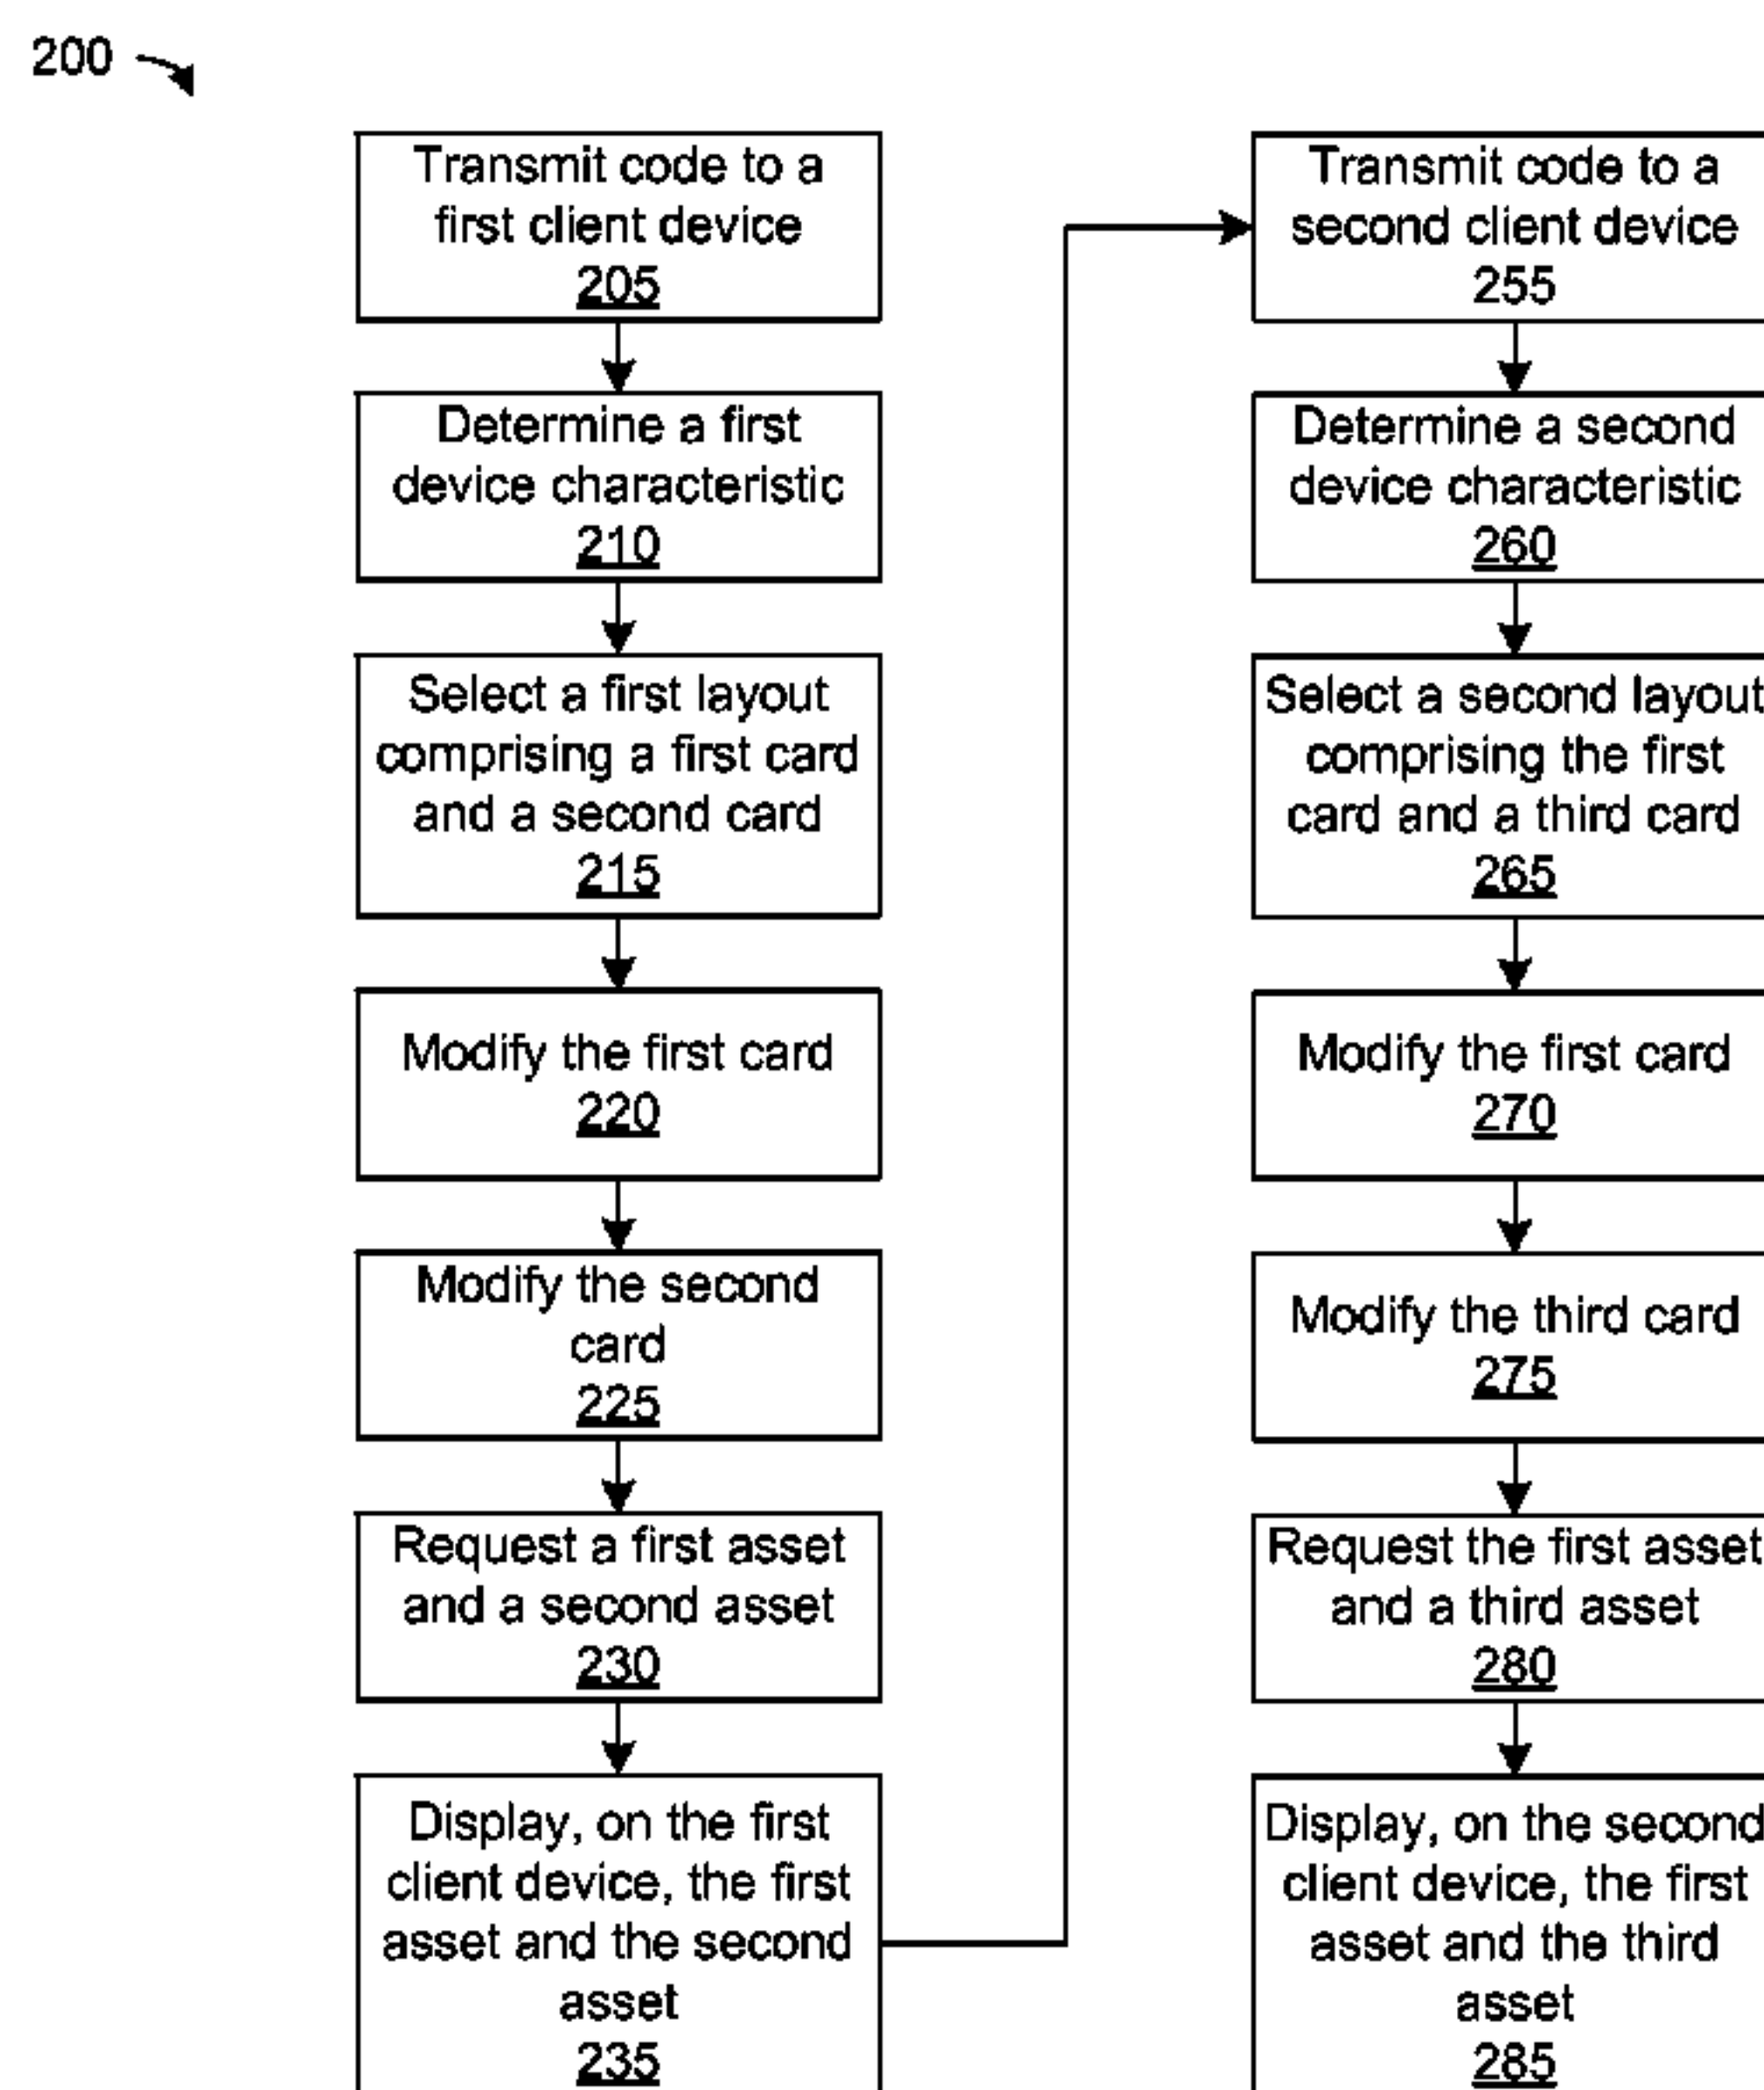 200
Transmit code to a
first client device
205
Determine a first
device characteristic
210
Select a first layout
comprising a first card
and a second card
215
Modify the first card
220
Modify the second
card
225
Request a first asset
and a second asset
230
Display, on the first
client device, the first
asset and the second
asset
235
Transmit code to a
second client device
255
Determine a second
device characteristic
260
Select a second layout
comprising the first
card and a third card
265
Modify the first card
270
Modify the third card
275
Request the first asset
and a third asset
280
Display, on the second
client device, the first
asset and the third
asset
285